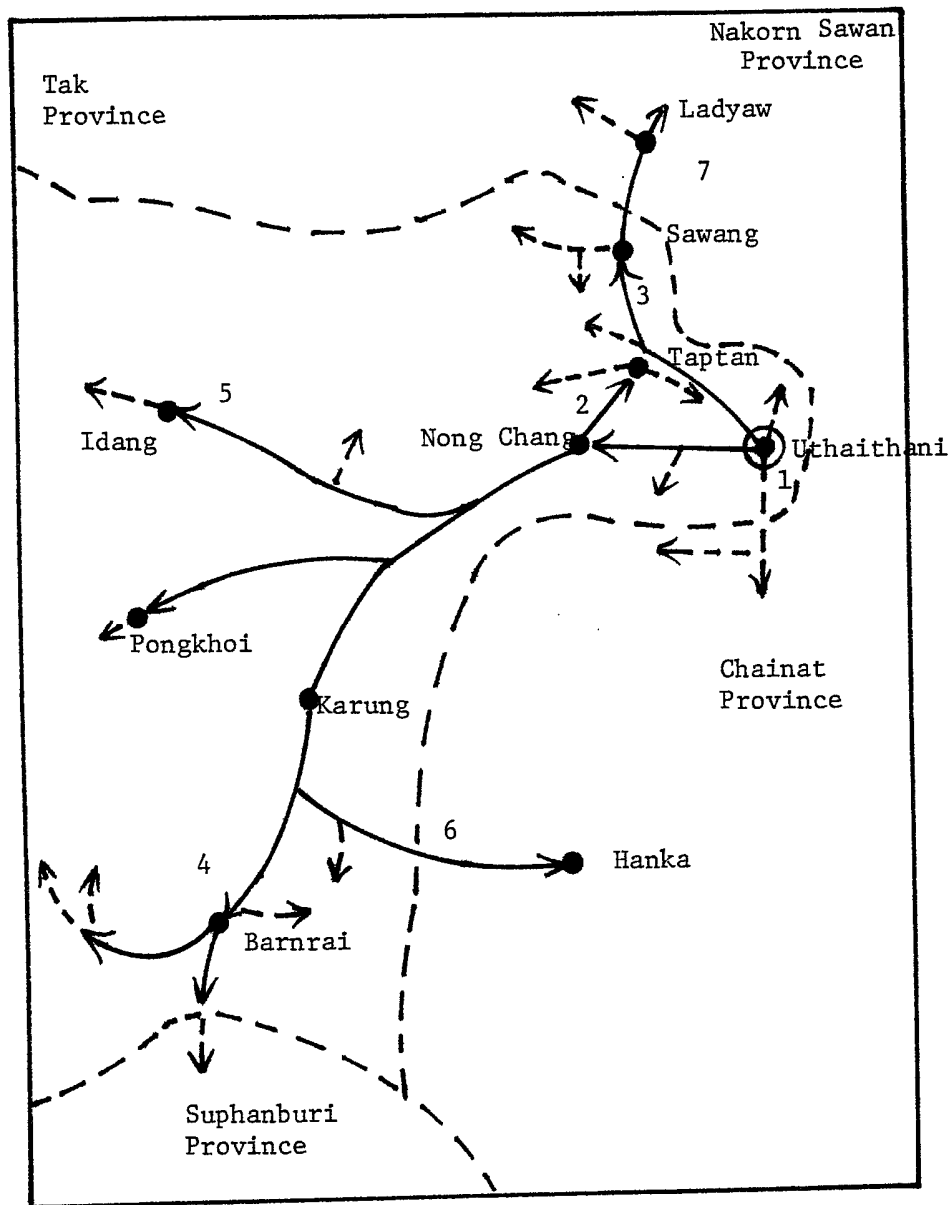 Nakorn Sawan
Province
Tak
Province
Ladyaw
7
Sawang
3
Taptan
5
2
Idang
Nong Chang
Uthaithani
1
Pongkhoi
Chainat
Province
Karung
6
4
Hanka
Barnrai
Suphanburi
Province